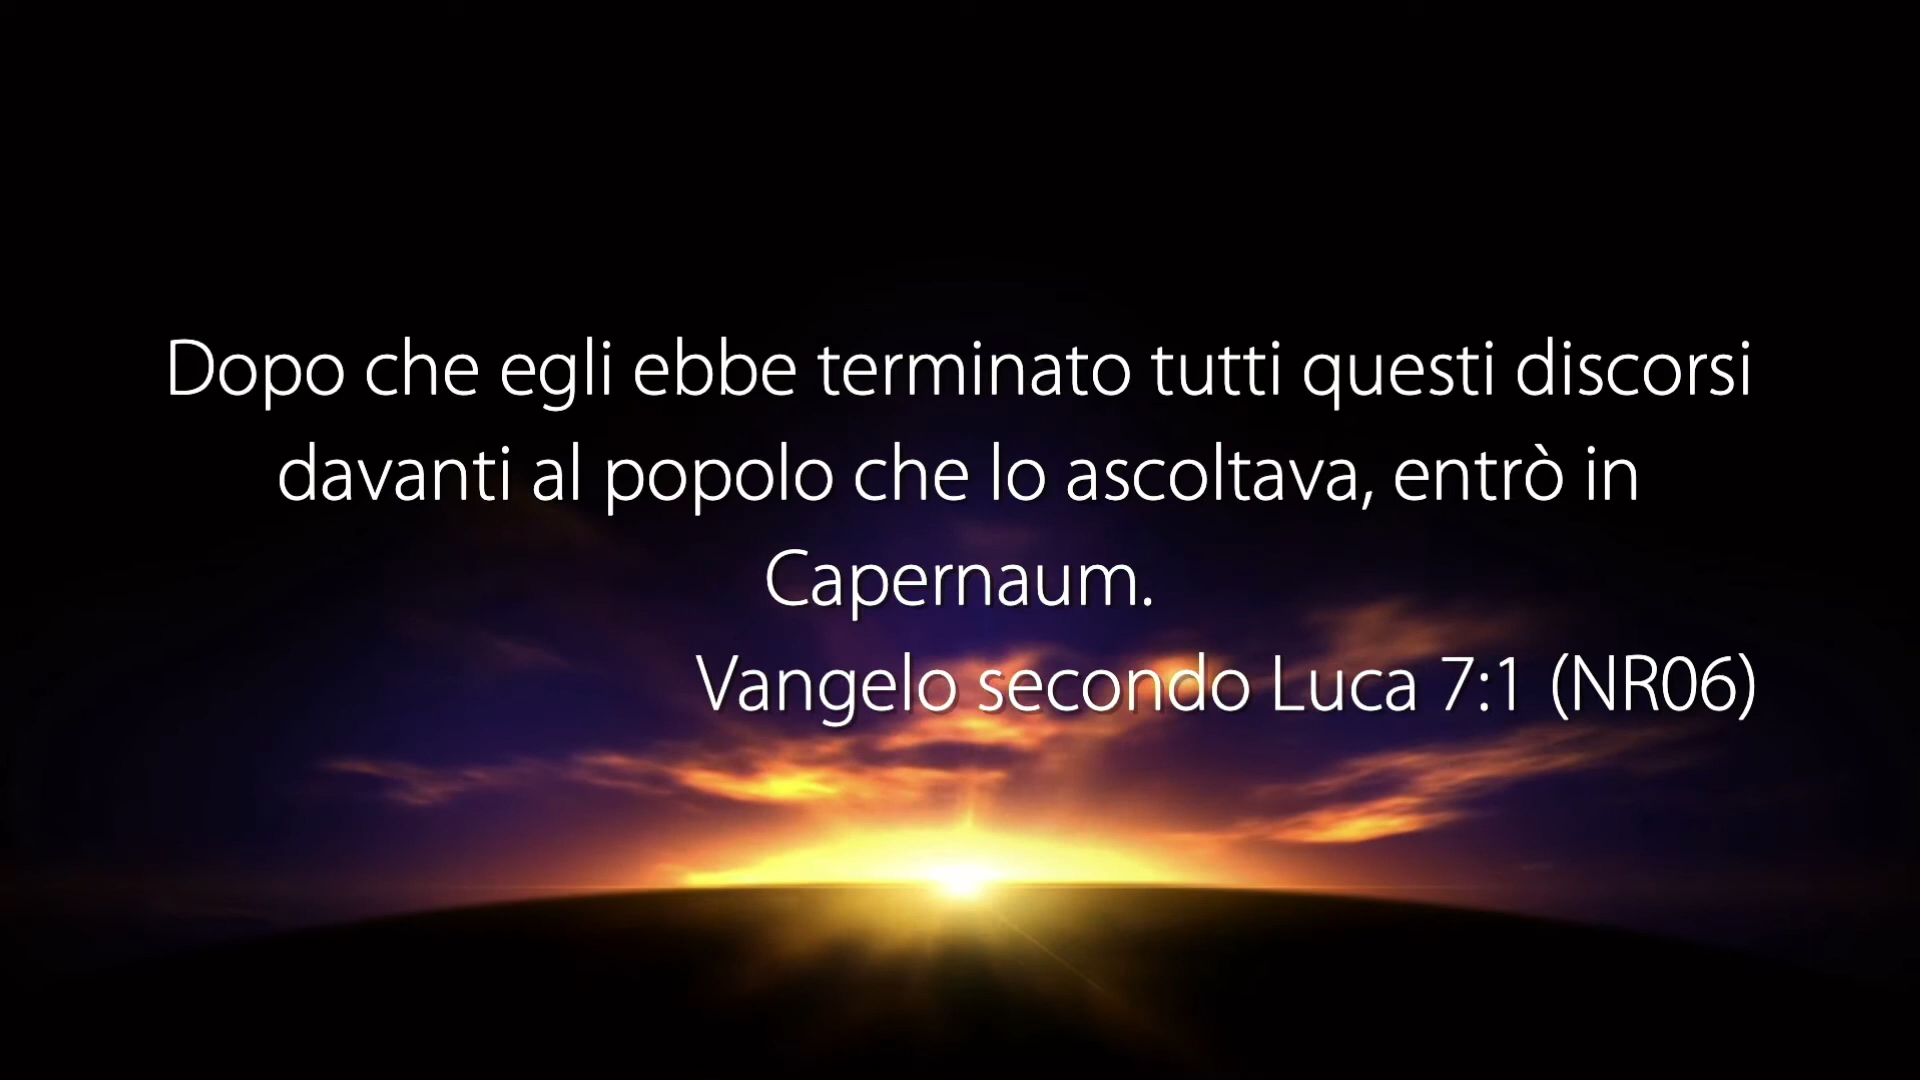 Dopo che egli ebbe terminato tutti questi discorsi
davanti al popolo che lo ascoltava, entrò in
Capernaum.
Vangelo secondo Luca 7:1 (NR06)